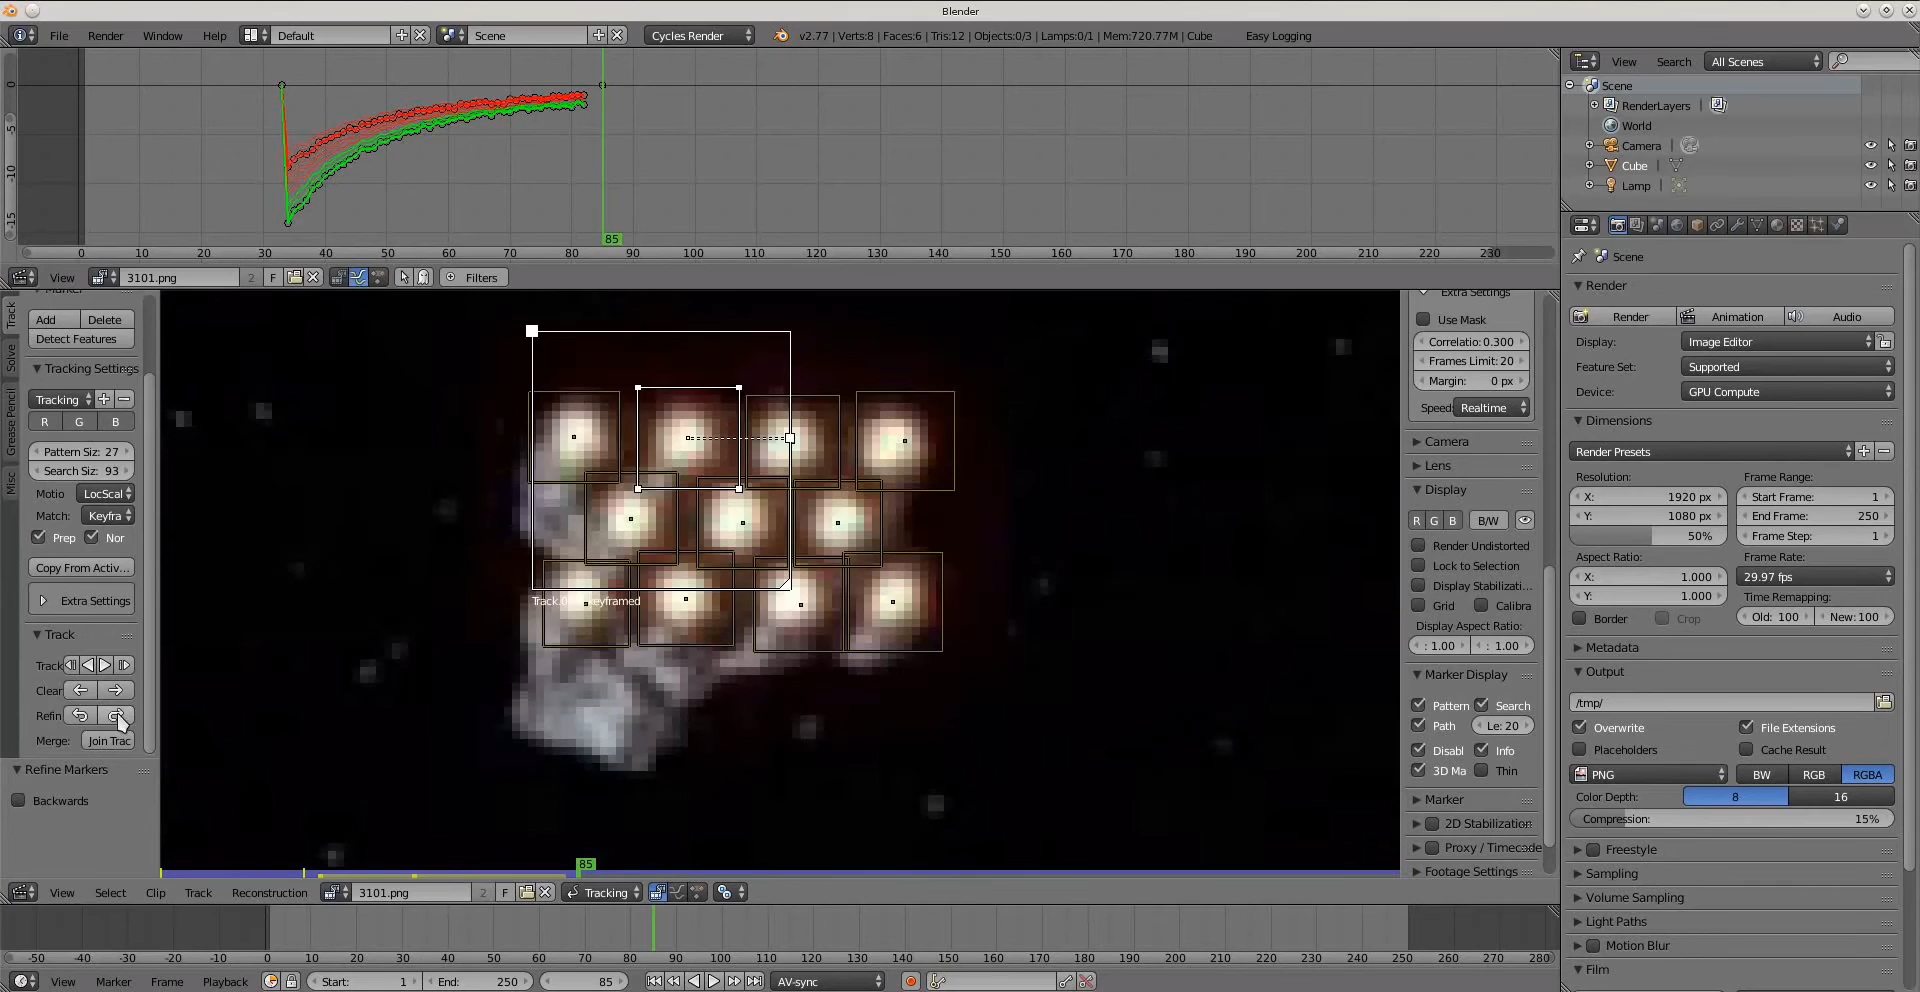 Blender
File Render Window Help Default Scene Cycles Render v2.77 | Verts:8 | Faces:6 | Tris:12 | Objects:0/3 | Lamps:0/1 | Mem:720.77M | Cube Easy Logging
0
-5
-10
-15
85
0 10 20 30 40 50 60 70 80 90 100 110 120 130 140 150 160 170 180 190 200 210 220 230
View 3101.png 2 F Filters
Track
Solve
Grease Pencil
Misc
Marker
Add Delete
Detect Features
Tracking Settings
Tracking
R G B
Pattern Siz: 27
Search Siz: 93
Motio LocScal
Match: Keyfra
Prep Nor
Copy From Activ...
Extra Settings
Track
Track
Clear
Refin
Merge: Join Trac
Refine Markers
Backwards
85
Extra Settings
Use Mask
Correlatio: 0.300
Frames Limit: 20
Margin: 0 px
Speed: Realtime
Camera
Lens
Display
R G B B/W
Render Undistorted
Lock to Selection
Display Stabilizati...
Grid Calibra
Display Aspect Ratio:
: 1.00 : 1.00
Marker Display
Pattern Search
Path Le: 20
Disabl Info
3D Ma Thin
Marker
2D Stabilization
Proxy / Timecode
Footage Settings
View Select Clip Track Reconstruction 3101.png 2 F Tracking
-50 -40 -30 -20 -10 0 10 20 30 40 50 60 70 80 90 100 110 120 130 140 150 160 170 180 190 200 210 220 230 240 250 260 270 280
View Marker Frame Playback Start: 1 End: 250 85 AV-sync
View Search All Scenes
Scene
RenderLayers
World
Camera
Cube
Lamp
Scene
Render
Render Animation Audio
Display: Image Editor
Feature Set: Supported
Device: GPU Compute
Dimensions
Render Presets
Resolution: Frame Range:
X: 1920 px Start Frame: 1
Y: 1080 px End Frame: 250
50% Frame Step: 1
Aspect Ratio: Frame Rate:
X: 1.000 29.97 fps
Y: 1.000 Time Remapping:
Border Crop Old: 100 New: 100
Metadata
Output
/tmp/
Overwrite File Extensions
Placeholders Cache Result
PNG BW RGB RGBA
Color Depth: 8 16
Compression: 15%
Freestyle
Sampling
Volume Sampling
Light Paths
Motion Blur
Film